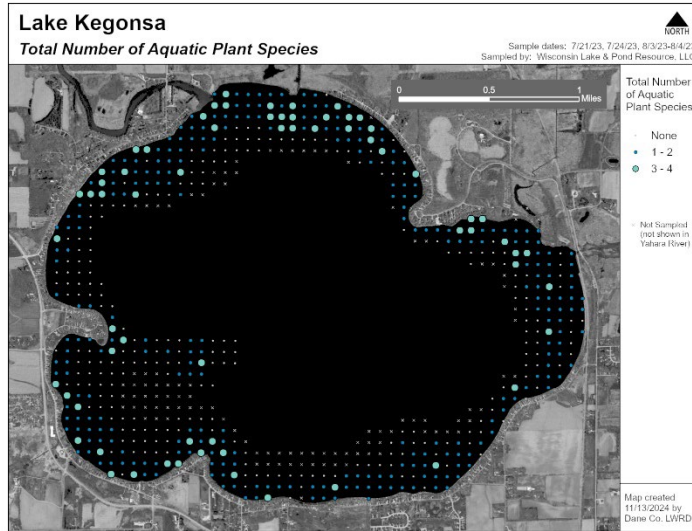 Lake Kegonsa
Total Number of Aquatic Plant Species
NORTH
Sample dates: 7/21/23, 7/24/23, 8/3/23-8/4/23
Sampled by: Wisconsin Lake & Pond Resource, LLC
0 0.5 1
Miles
Total Number
of Aquatic
Plant Species
None
1 - 2
3 - 4
Not Sampled
(not shown in
Yahara River)
Map created
11/13/2024 by
Dane Co. LWRD